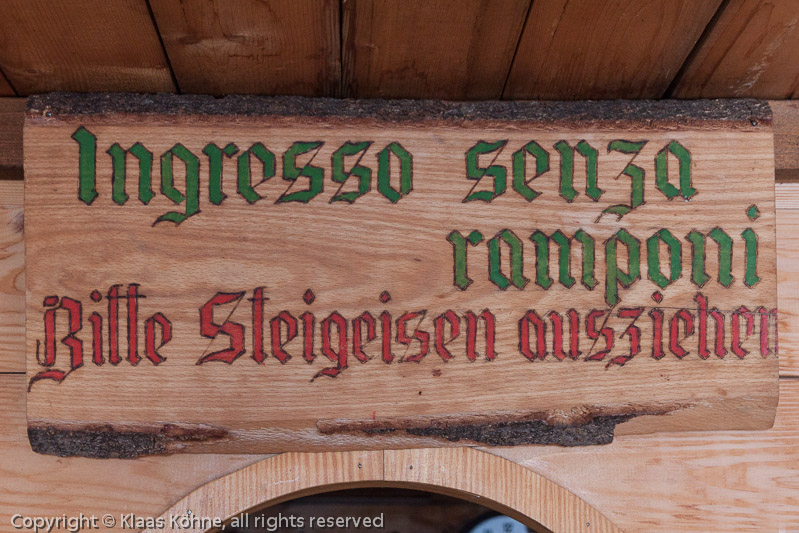 Ingresso senza
ramponi
Bitte Steigeisen ausziehen
Copyright © Klaas Köhne, all rights reserved